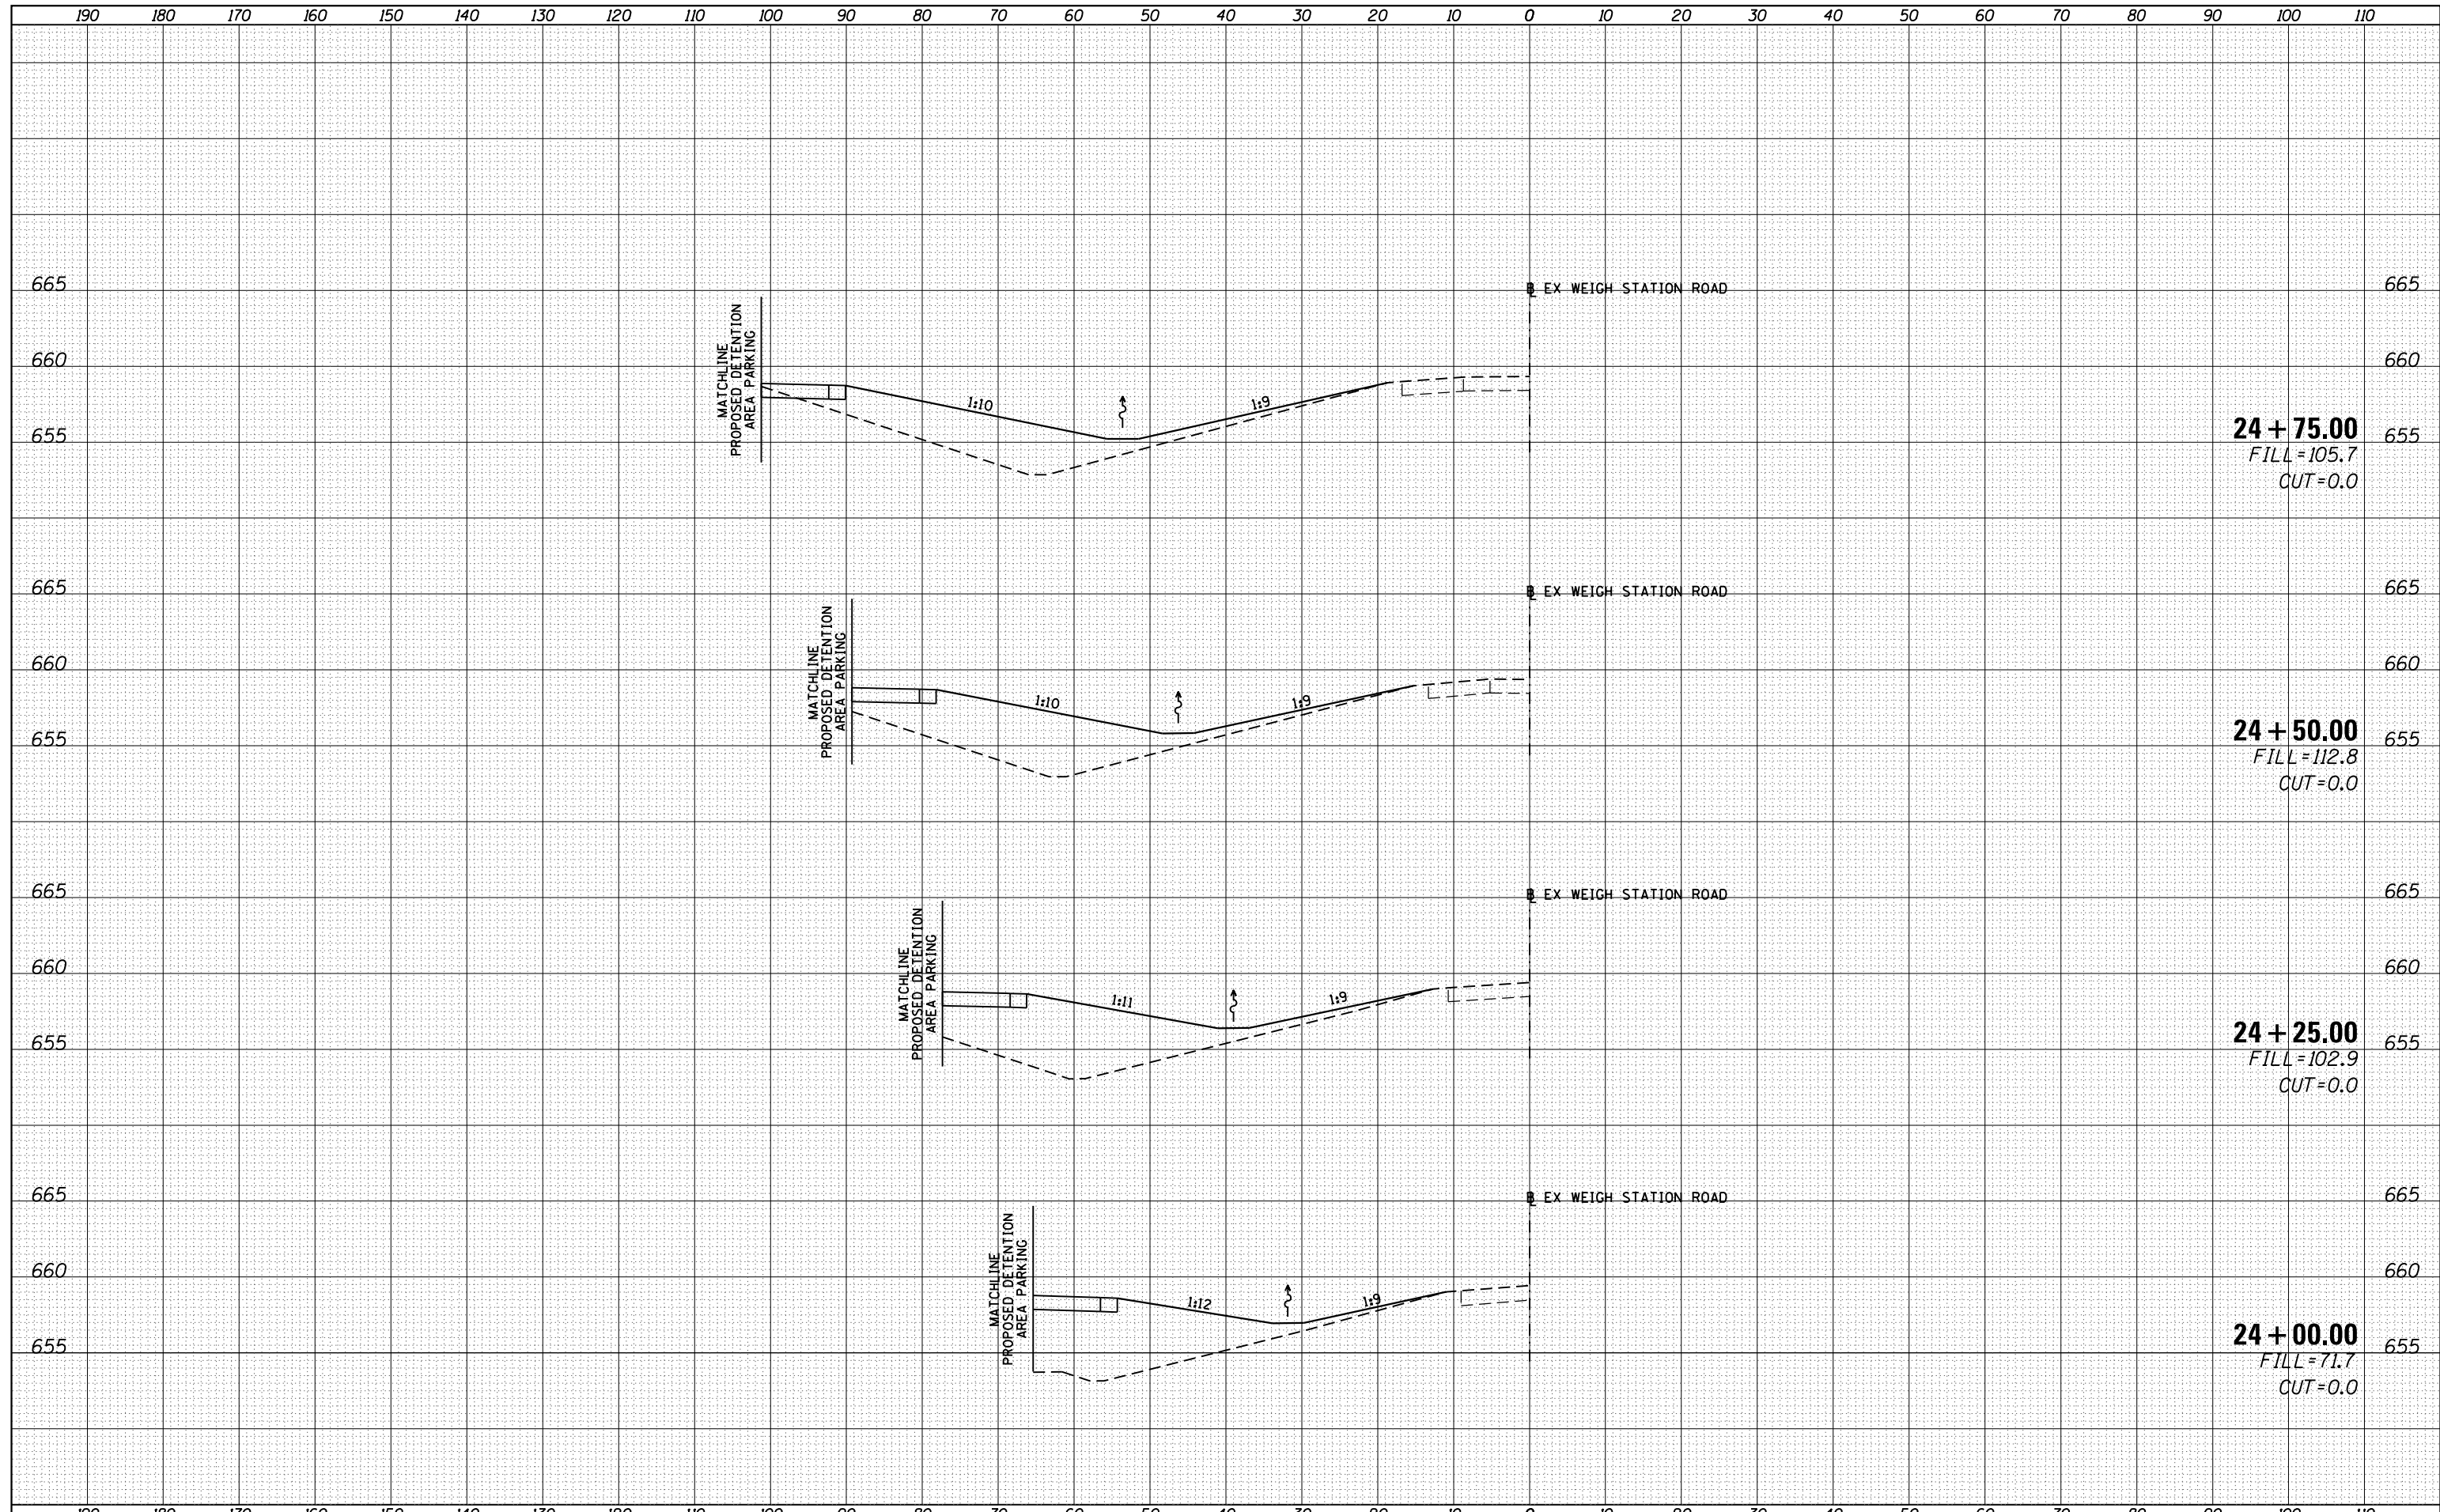 190 180 170 160 150 140 130 120 110 100 90 80 70 60 50 40 30 20 10 0 10 20 30 40 50 60 70 80 90 100 110
665
EX WEIGH STATION ROAD
665
MATCHLINE
PROPOSED DETENTION
AREA PARKING
660
660
1:10
1:9
655
24+75.00
655
FILL=105.7
CUT=0.0
665
EX WEIGH STATION ROAD
665
MATCHLINE
PROPOSED DETENTION
AREA PARKING
660
660
1:10
1:9
655
24+50.00
655
FILL=112.8
CUT=0.0
665
EX WEIGH STATION ROAD
665
MATCHLINE
PROPOSED DETENTION
AREA PARKING
660
660
1:11
1:9
655
24+25.00
655
FILL=102.9
CUT=0.0
665
EX WEIGH STATION ROAD
665
MATCHLINE
PROPOSED DETENTION
AREA PARKING
660
660
1:12
1:9
655
24+00.00
655
FILL=71.7
CUT=0.0